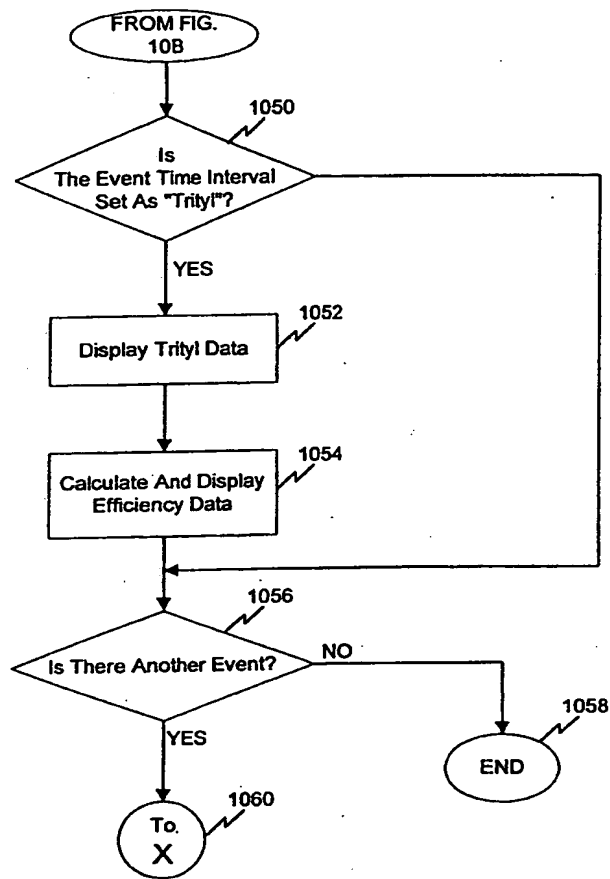 FROM FIG.
10B
1050
Is
The Event Time Interval
Set As "Trityl"?
YES
1052
Display Trityl Data
1054
Calculate And Display
Efficiency Data
1056
Is There Another Event?
NO
YES
1058
END
1060
To.
X